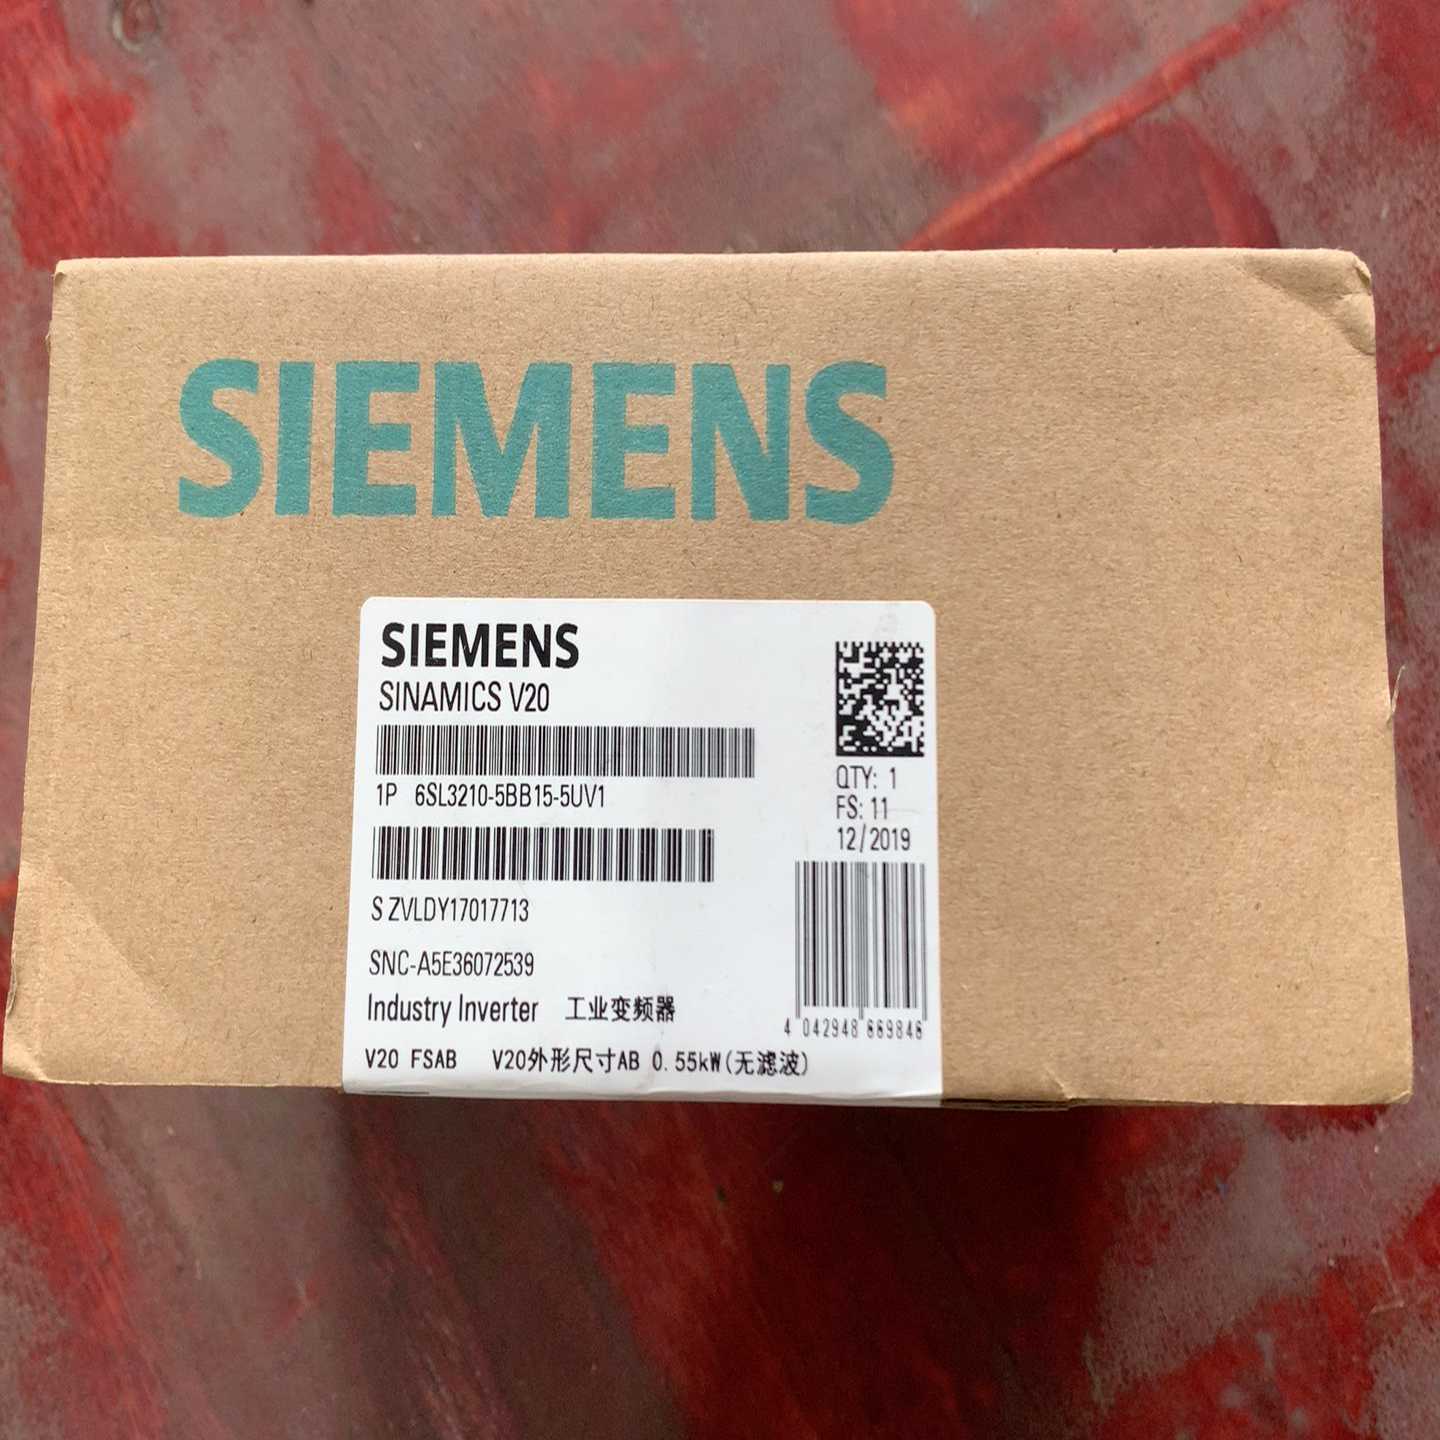 SIEMENS
SIEMENS
SINAMICS V20
1P 6SL3210-5BB15-5UV1
QTY: 1
FS: 11
12/2019
S ZVLDY17017713
SNC-A5E36072539
Industry Inverter 工业变频器
4 042948 669846
V20 FSAB V20外形尺寸AB 0.55kW(无滤波)